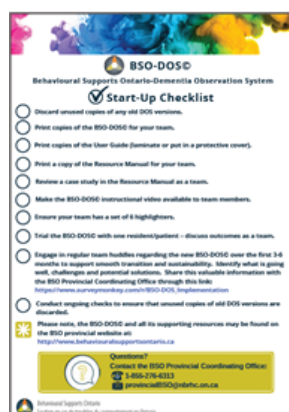 BSO-DOS©
Behavioural Supports Ontario-Dementia Observation System
Start-Up Checklist
Discard unused copies of any old DOS versions.
Print copies of the BSO-DOS© for your team.
Print copies of the User Guide (laminate or put in a protective cover).
Print a copy of the Resource Manual for your team.
Review a case study in the Resource Manual as a team.
Make the BSO-DOS© instructional video available to team members.
Ensure your team has a set of 6 highlighters.
Trial the BSO-DOS© with one resident/patient - discuss outcomes as a team.
Engage in regular team huddles regarding the new BSO-DOS© over the first 3-6
months to support smooth transition and sustainability. Identify what is going
well, challenges and potential solutions. Share this valuable information with
the BSO Provincial Coordinating Office through this link:
https://www.surveymonkey.com/r/BSO-DOS_Implementation
Conduct ongoing checks to ensure that unused copies of old DOS versions are
discarded.
Please note, the BSO-DOS© and all its supporting resources may be found on
the BSO provincial website at:
http://www.behaviouralsupportsontario.ca
Questions?
Contact the BSO Provincial Coordinating Office:
1-855-276-6313
provincialBSO@nbrhc.on.ca
Behavioural Supports Ontario